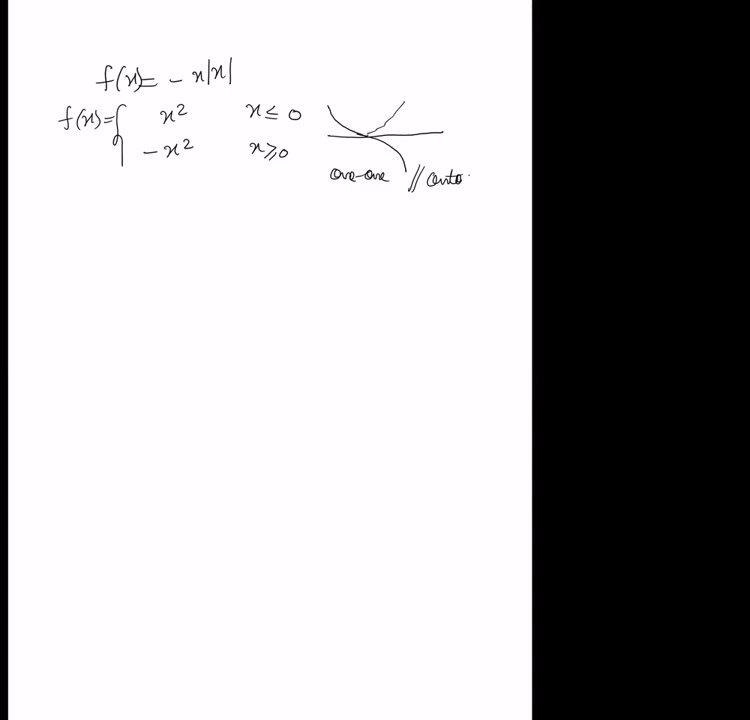 f(x)= - x|x|
f(x)={ x² x ≤ 0
- x² x ≥ 0
one-one // onto.